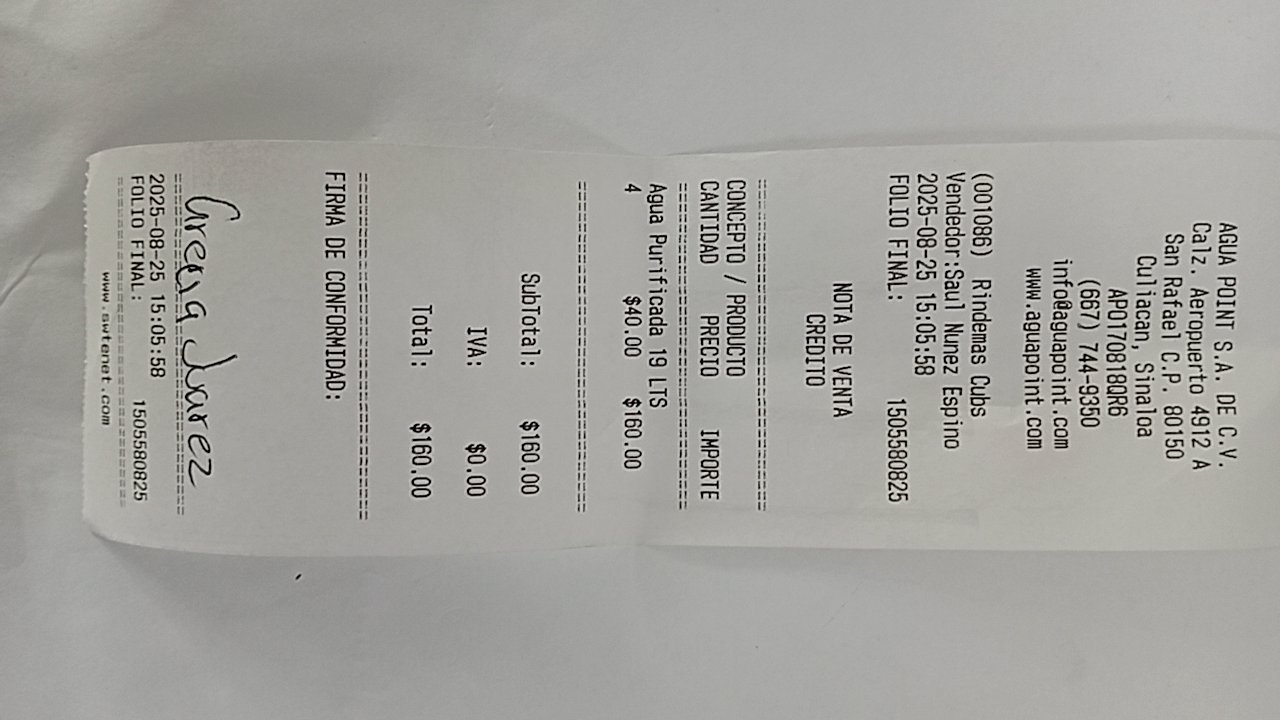 AGUA POINT S.A. DE C.V.
Calz. Aeropuerto 4912 A
San Rafael C.P. 80150
Culiacan, Sinaloa
APO170818QR6
(667) 744-9350
info@aguapoint.com
www.aguapoint.com
(001086) Rindemas Cubs
Vendedor:Saul Nunez Espino
2025-08-25 15:05:58
FOLIO FINAL: 1505580825
NOTA DE VENTA
CREDITO
CONCEPTO / PRODUCTO
CANTIDAD PRECIO IMPORTE
Agua Purificada 19 LTS
4 $40.00 $160.00
SubTotal: $160.00
IVA: $0.00
Total: $160.00
FIRMA DE CONFORMIDAD:
Grecia Juarez
2025-08-25 15:05:58
FOLIO FINAL: 1505580825
www.swtenet.com